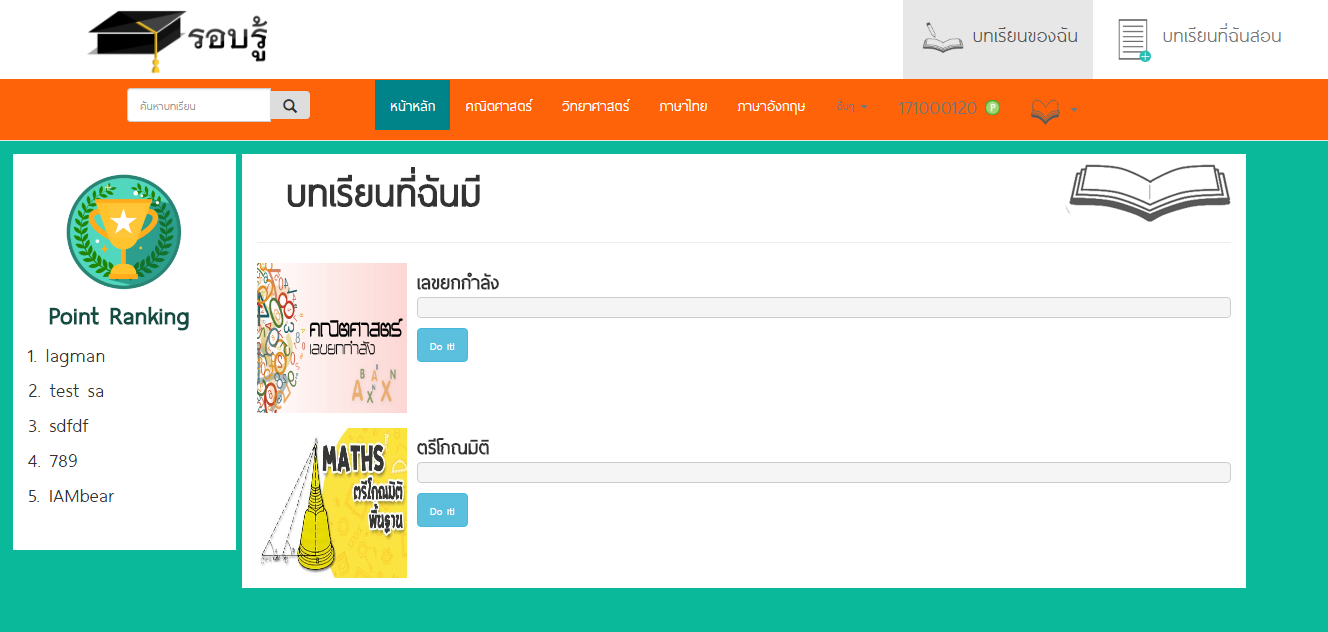 รอบรู้
บทเรียนของฉัน
บทเรียนที่ฉันสอน
ค้นหาบทเรียน
หน้าหลัก คณิตศาสตร์ วิทยาศาสตร์ ภาษาไทย ภาษาอังกฤษ อื่นๆ 171000120 P
Point Ranking
1. lagman
2. test sa
3. sdfdf
4. 789
5. IAMbear
บทเรียนที่ฉันมี
คณิตศาสตร์
เลขยกกำลัง
เลขยกกำลัง
Do it!
MATHS
ตรีโกณมิติ
พื้นฐาน
ตรีโกณมิติ
Do it!